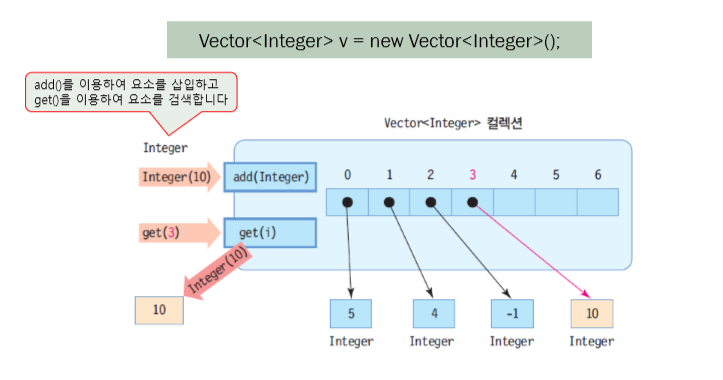 Vector<Integer> v = new Vector<Integer>();
add()를 이용하여 요소를 삽입하고
get()을 이용하여 요소를 검색합니다
Vector<Integer> 컬렉션
Integer
Integer(10)
add(Integer)
0 1 2 3 4 5 6
get(3)
get(i)
Integer(10)
10
5 4 -1 10
Integer Integer Integer Integer